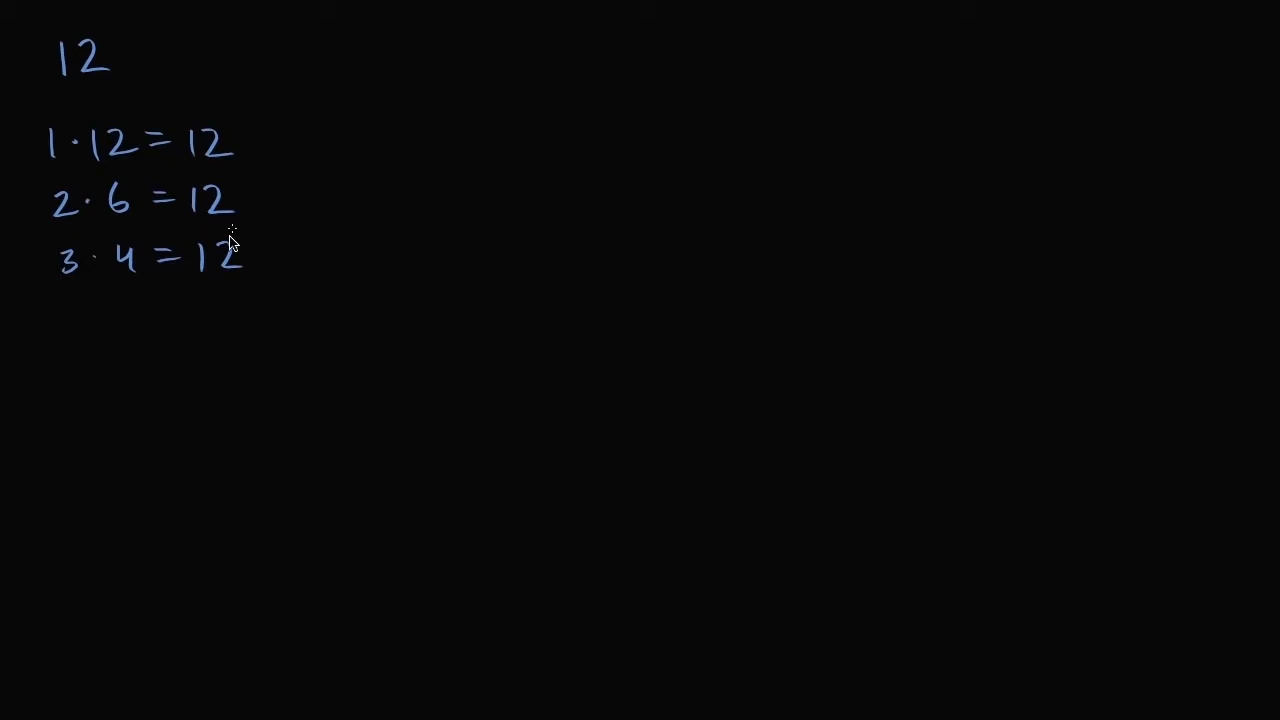 12
1 · 12 = 12
2 · 6 = 12
3 · 4 = 12